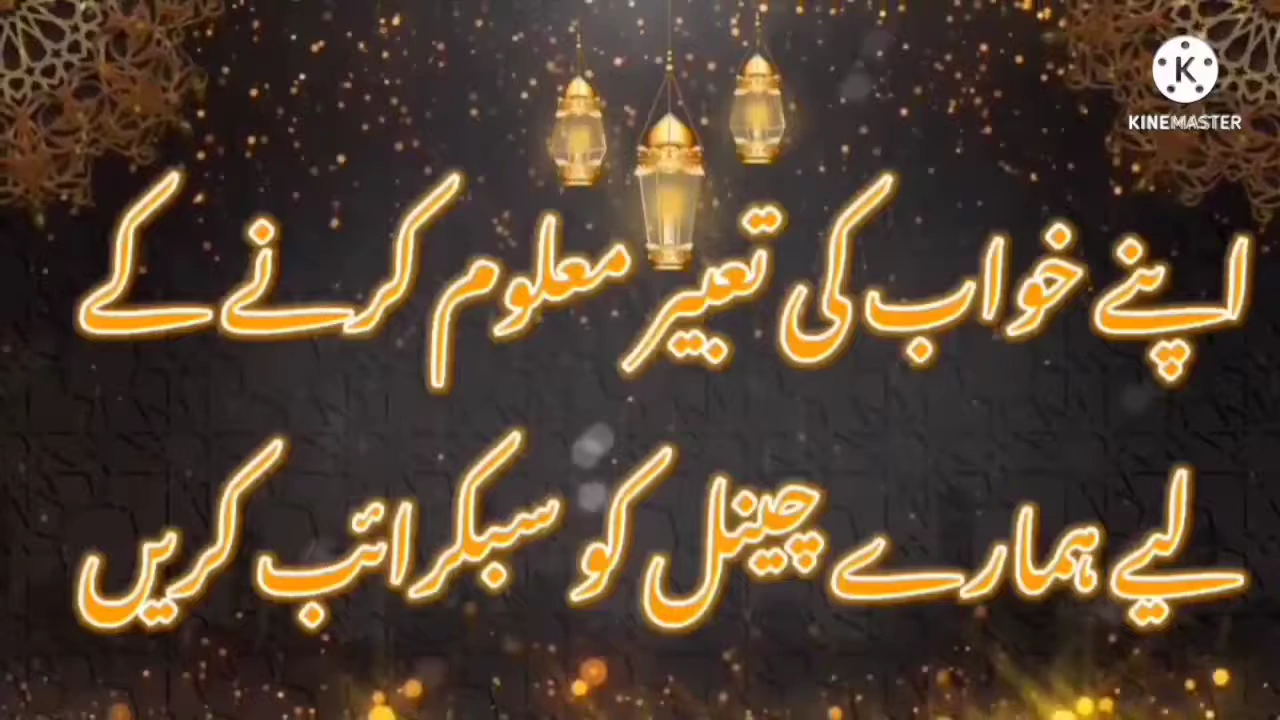 KINEMASTER
اپنے خواب کی تعبیر معلوم کرنے کے
لیے ہمارے چینل کو سبکرائب کریں